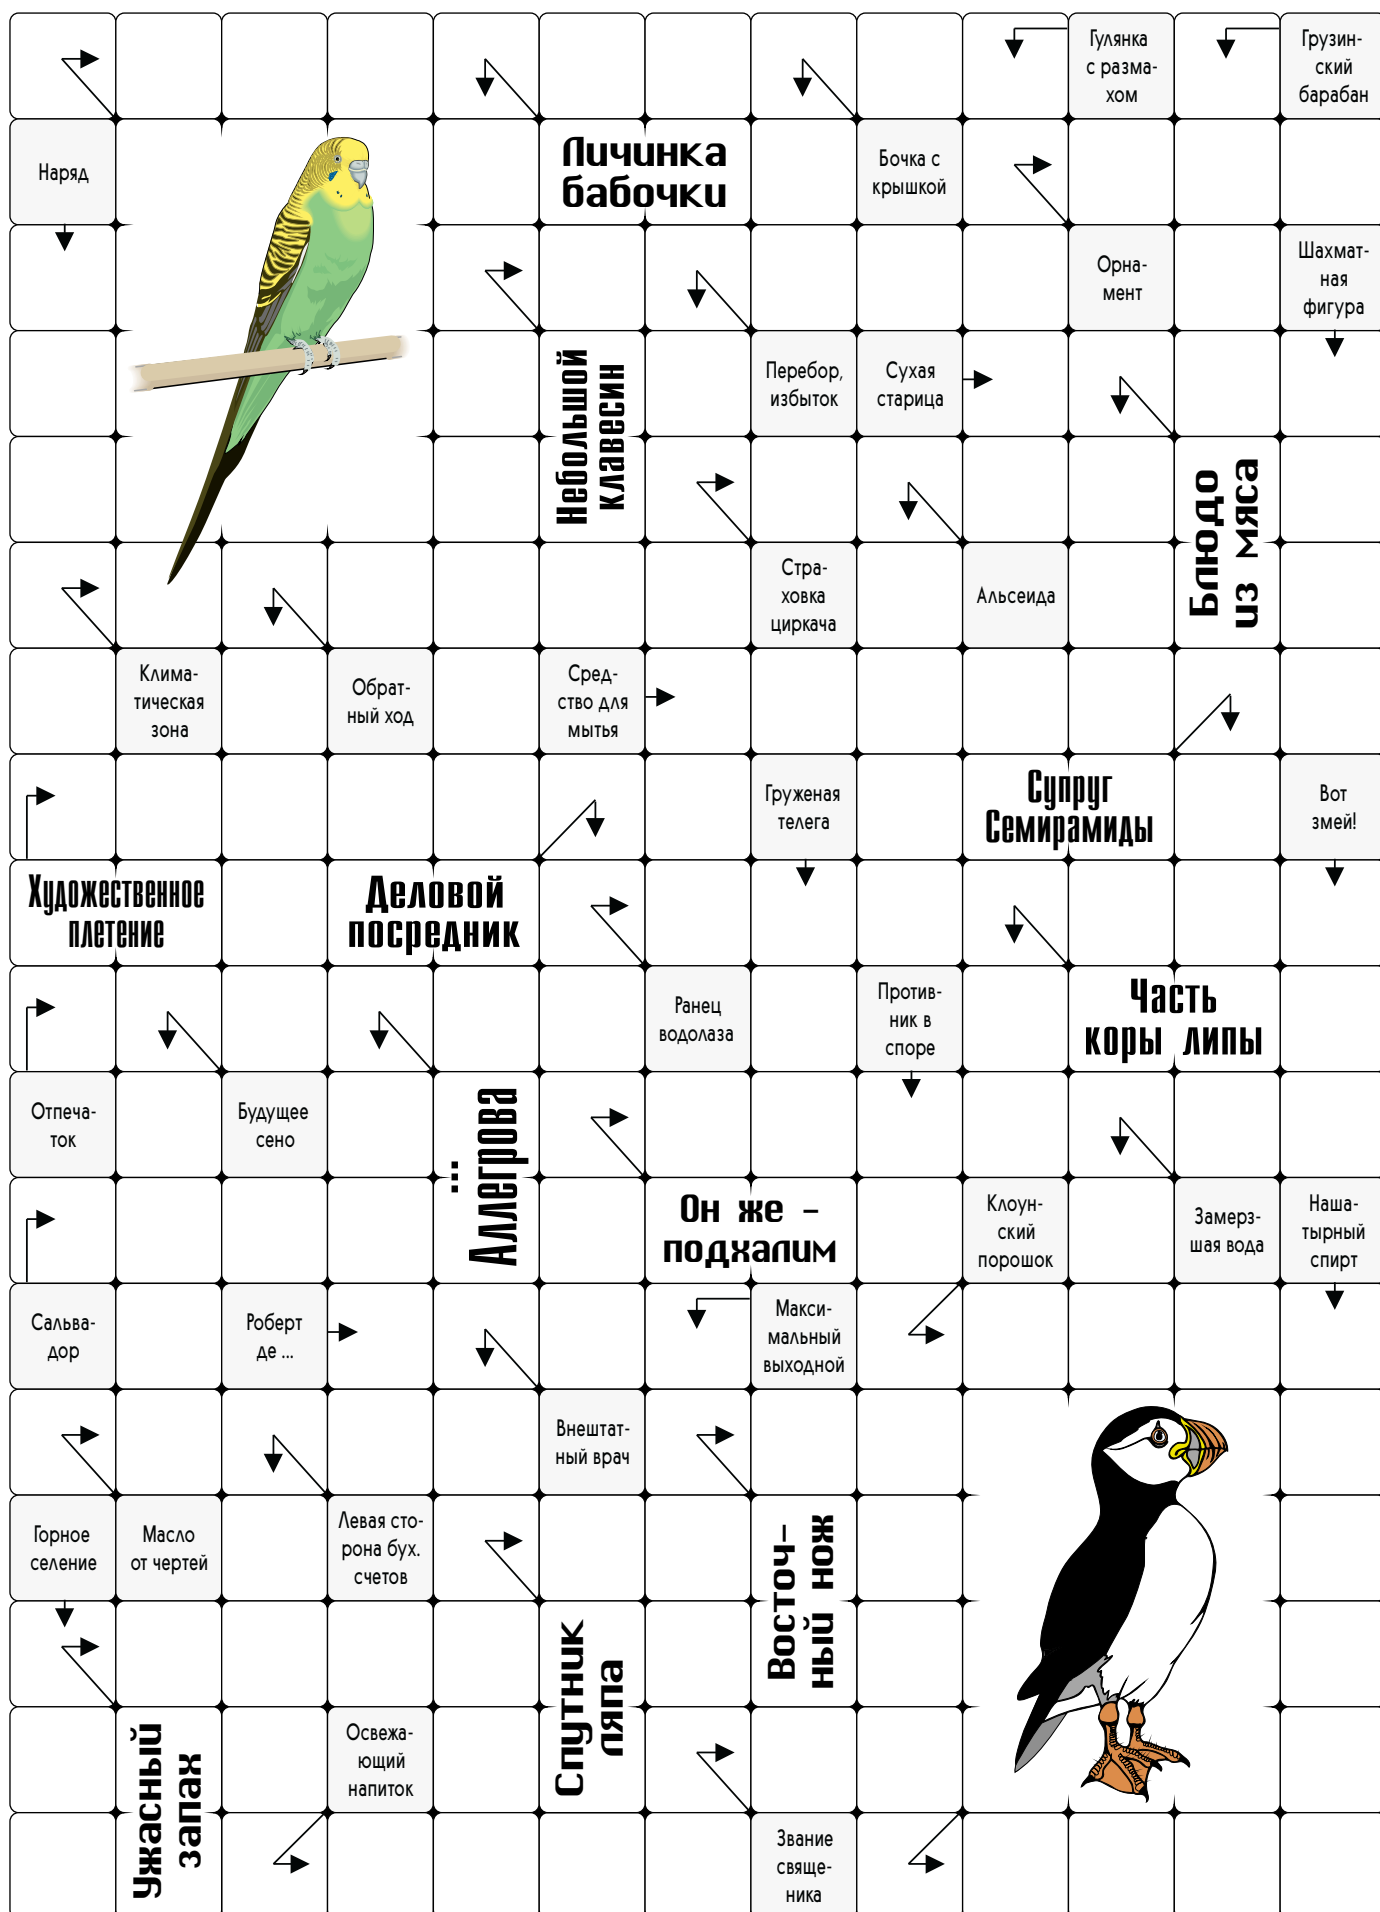 Гулянка
с разма-
хом
Грузин-
ский
барабан
Наряд
Личинка
бабочки
Бочка с
крышкой
Орна-
мент
Шахмат-
ная
фигура
Небольшой
клавесин
Перебор,
избыток
Сухая
старица
Блюдо
из мяса
Стра-
ховка
циркача
Альсеида
Клима-
тическая
зона
Обрат-
ный ход
Сред-
ство для
мытья
Груженая
телега
Супруг
Семирамиды
Вот
змей!
Художественное
плетение
Деловой
посредник
Ранец
водолаза
Против-
ник в
споре
Часть
коры липы
Отпеча-
ток
Будущее
сено
...
Аллегрова
Он же -
подхалим
Клоун-
ский
порошок
Замерз-
шая вода
Наша-
тырный
спирт
Сальва-
дор
Роберт
де ...
Макси-
мальный
выходной
Внештат-
ный врач
Горное
селение
Масло
от чертей
Левая сто-
рона бух.
счетов
Восточ-
ный нож
Спутник
ляпа
Ужасный
запах
Освежа-
ющий
напиток
Звание
свяще-
ника